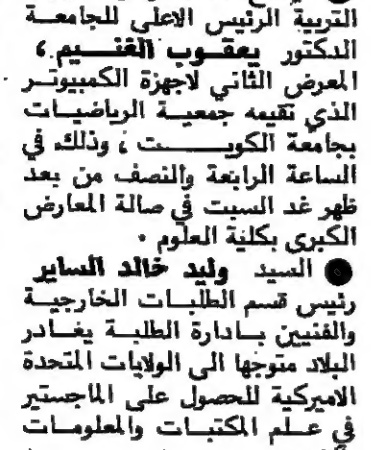 التربية الرئيس الاعلى للجامعة
الدكتور يعقوب الغنيم ،
المعرض الثاني لاجهزة الكمبيوتر
الذي تقيمه جمعية الرياضيات
بجامعة الكويت ، وذلك في
الساعة الرابعة والنصف من بعد
ظهر غد السبت في صالة المعارض
الكبرى بكلية العلوم .
● السيد وليد خالد الساير
رئيس قسم الطلبات الخارجية
والفنيين بادارة الطلبة يغادر
البلاد متوجها الى الولايات المتحدة
الاميركية للحصول على الماجستير
في علم المكتبات والمعلومات